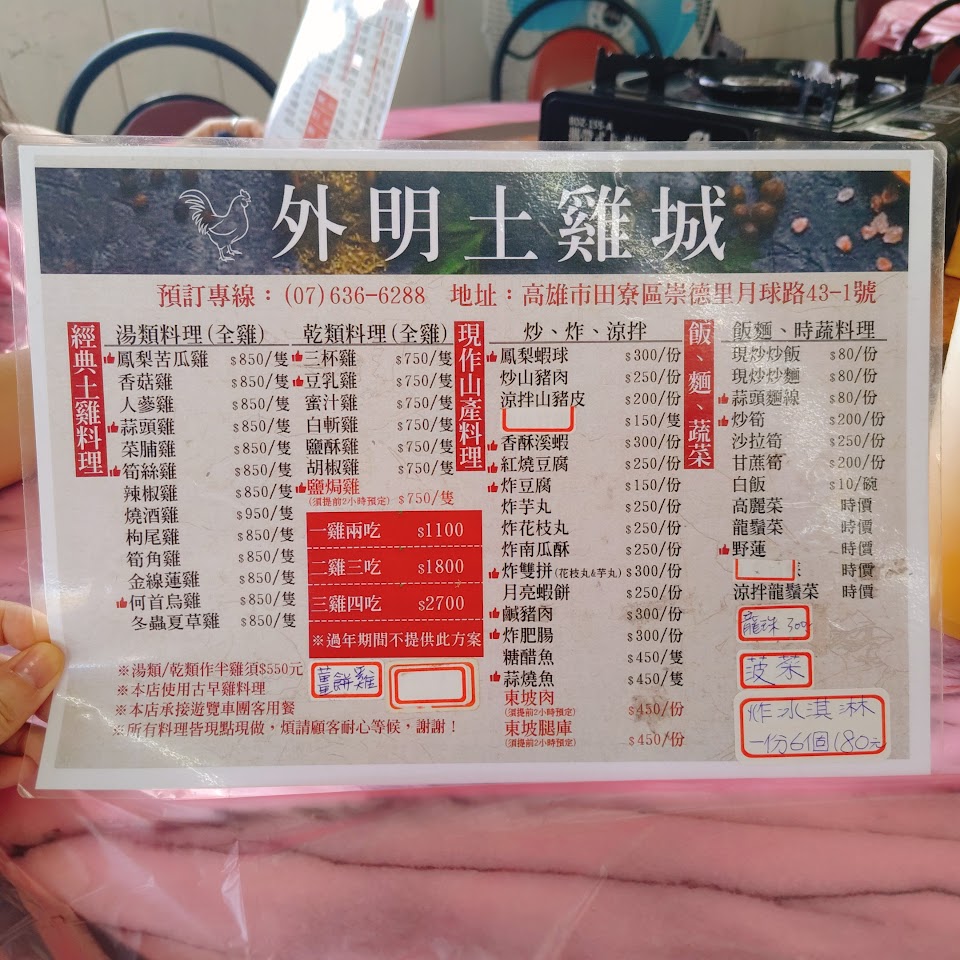 外明土雞城
預訂專線：(07)636-6288 地址：高雄市田寮區崇德里月球路43-1號
經典土雞料理
湯類料理(全雞)
鳳梨苦瓜雞 $850/隻
香菇雞 $850/隻
人蔘雞 $850/隻
蒜頭雞 $850/隻
菜脯雞 $850/隻
筍絲雞 $850/隻
辣椒雞 $850/隻
燒酒雞 $950/隻
枸尾雞 $850/隻
筍角雞 $850/隻
金線蓮雞 $850/隻
何首烏雞 $850/隻
冬蟲夏草雞 $850/隻
乾類料理(全雞)
三杯雞 $750/隻
豆乳雞 $750/隻
蜜汁雞 $750/隻
白斬雞 $750/隻
鹽酥雞 $750/隻
胡椒雞 $750/隻
鹽焗雞 $750/隻
(須提前2小時預定)
一雞兩吃 $1100
二雞三吃 $1800
三雞四吃 $2700
※過年期間不提供此方案
薑餅雞
※湯類/乾類作半雞須$550元
※本店使用古早雞料理
※本店承接遊覽車團客用餐
※所有料理皆現點現做，煩請顧客耐心等候，謝謝！
現作山產料理
炒、炸、涼拌
鳳梨蝦球 $300/份
炒山豬肉 $250/份
涼拌山豬皮 $200/份
$150/隻
香酥溪蝦 $300/份
紅燒豆腐 $250/份
炸豆腐 $150/份
炸芋丸 $250/份
炸花枝丸 $250/份
炸南瓜酥 $250/份
炸雙拼(花枝丸&芋丸) $300/份
月亮蝦餅 $250/份
鹹豬肉 $300/份
炸肥腸 $300/份
糖醋魚 $450/隻
蒜燒魚 $450/隻
東坡肉 $450/份
(須提前2小時預定)
東坡腿庫 $450/份
(須提前2小時預定)
飯、麵、蔬菜
飯麵、時蔬料理
現炒炒飯 $80/份
現炒炒麵 $80/份
蒜頭麵線 $80/份
炒筍 $200/份
沙拉筍 $250/份
甘蔗筍 $200/份
白飯 $10/碗
高麗菜 時價
龍鬚菜 時價
野蓮 時價
時價
涼拌龍鬚菜 時價
龍珠 300
菠菜
炸冰淇淋
一份6個180元